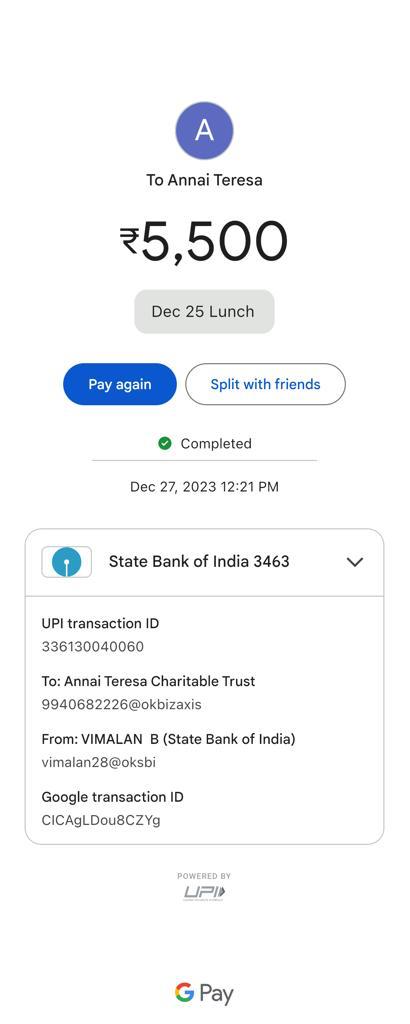 A
To Annai Teresa
₹5,500
Dec 25 Lunch
Pay again
Split with friends
Completed
Dec 27, 2023 12:21 PM
State Bank of India 3463
UPI transaction ID
336130040060
To: Annai Teresa Charitable Trust
9940682226@okbizaxis
From: VIMALAN  B (State Bank of India)
vimalan28@oksbi
Google transaction ID
CICAgLDou8CZYg
POWERED BY
UPI
G Pay